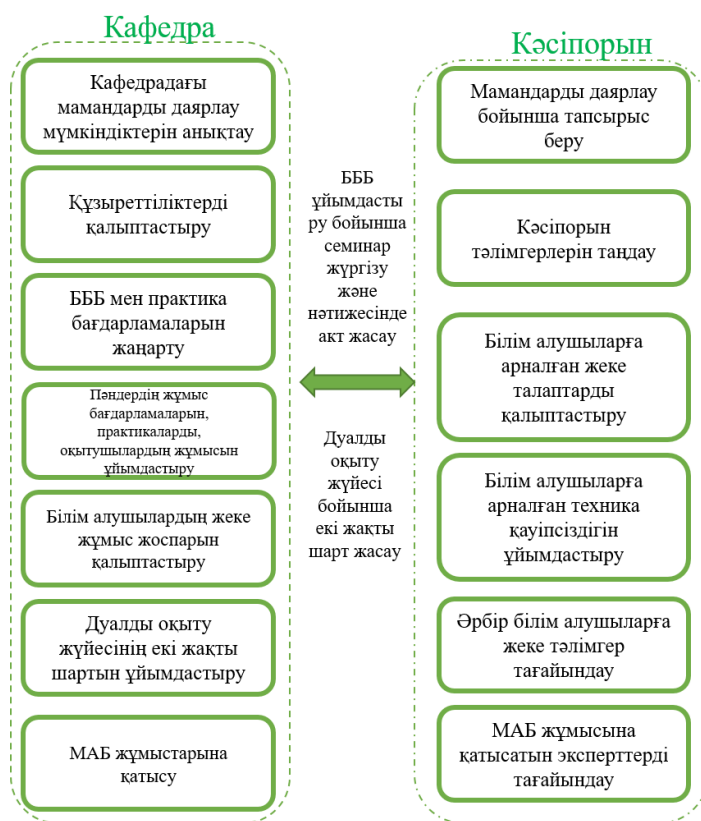 Кафедра
Кафедрадағы
мамандарды даярлау
мүмкіндіктерін анықтау
Құзыреттіліктерді
қалыптастыру
БББ мен практика
бағдарламаларын
жаңарту
Пәндердің жұмыс
бағдарламаларын,
практикаларды,
оқытушылардың жұмысын
ұйымдастыру
Білім алушылардың жеке
жұмыс жоспарын
қалыптастыру
Дуалды оқыту
жүйесінің екі жақты
шартын ұйымдастыру
МАБ жұмыстарына
қатысу
БББ
ұйымдасты
ру бойынша
семинар
жүргізу
және
нәтижесінде
акт жасау
Дуалды
оқыту
жүйесі
бойынша
екі жақты
шарт жасау
Кәсіпорын
Мамандарды даярлау
бойынша тапсырыс
беру
Кәсіпорын
тәлімгерлерін таңдау
Білім алушыларға
арналған жеке
талаптарды
қалыптастыру
Білім алушыларға
арналған техника
қауіпсіздігін
ұйымдастыру
Әрбір білім алушыларға
жеке тәлімгер
тағайындау
МАБ жұмысына
қатысатын эксперттерді
тағайындау